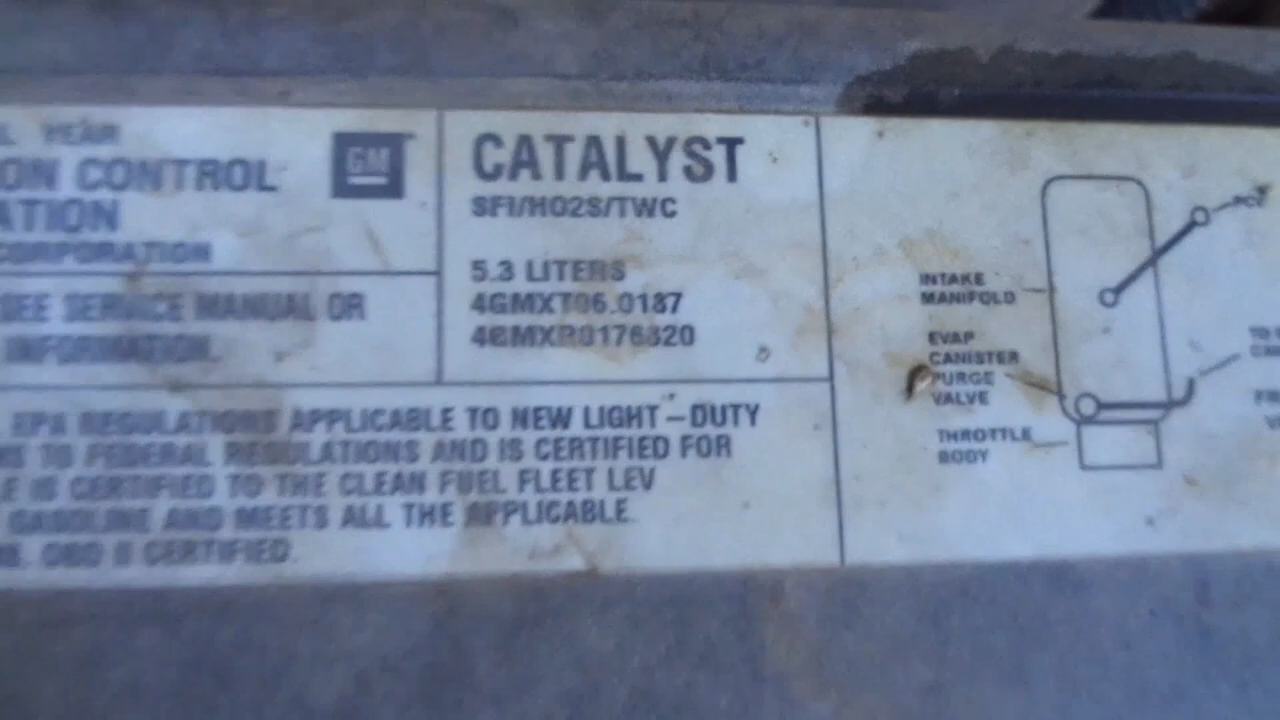 L YEAR
ON CONTROL
GM
ATION
CORPORATION
SEE SERVICE MANUAL OR
INFORMATION.
CATALYST
SFI/HO2S/TWC
5.3 LITERS
4GMXT06.0187
4GMXR0176820
EPA REGULATIONS APPLICABLE TO NEW LIGHT-DUTY
TO FEDERAL REGULATIONS AND IS CERTIFIED FOR
E IS CERTIFIED TO THE CLEAN FUEL FLEET LEV
GASOLINE AND MEETS ALL THE APPLICABLE
OBD II CERTIFIED.
PCV
INTAKE
MANIFOLD
EVAP
CANISTER
PURGE
VALVE
THROTTLE
BODY
TO